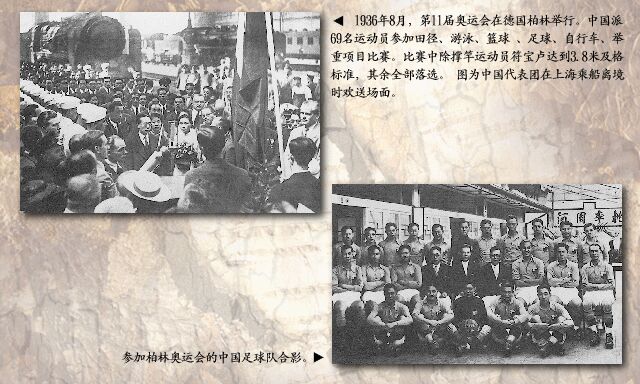 ◀ 1936年8月，第11届奥运会在德国柏林举行。中国派
69名运动员参加田径、游泳、篮球、足球、自行车、举
重项目比赛。比赛中除撑竿运动员符宝卢达到3.8米及格
标准，其余全部落选。 图为中国代表团在上海乘船离境
时欢送场面。
参加柏林奥运会的中国足球队合影。▶